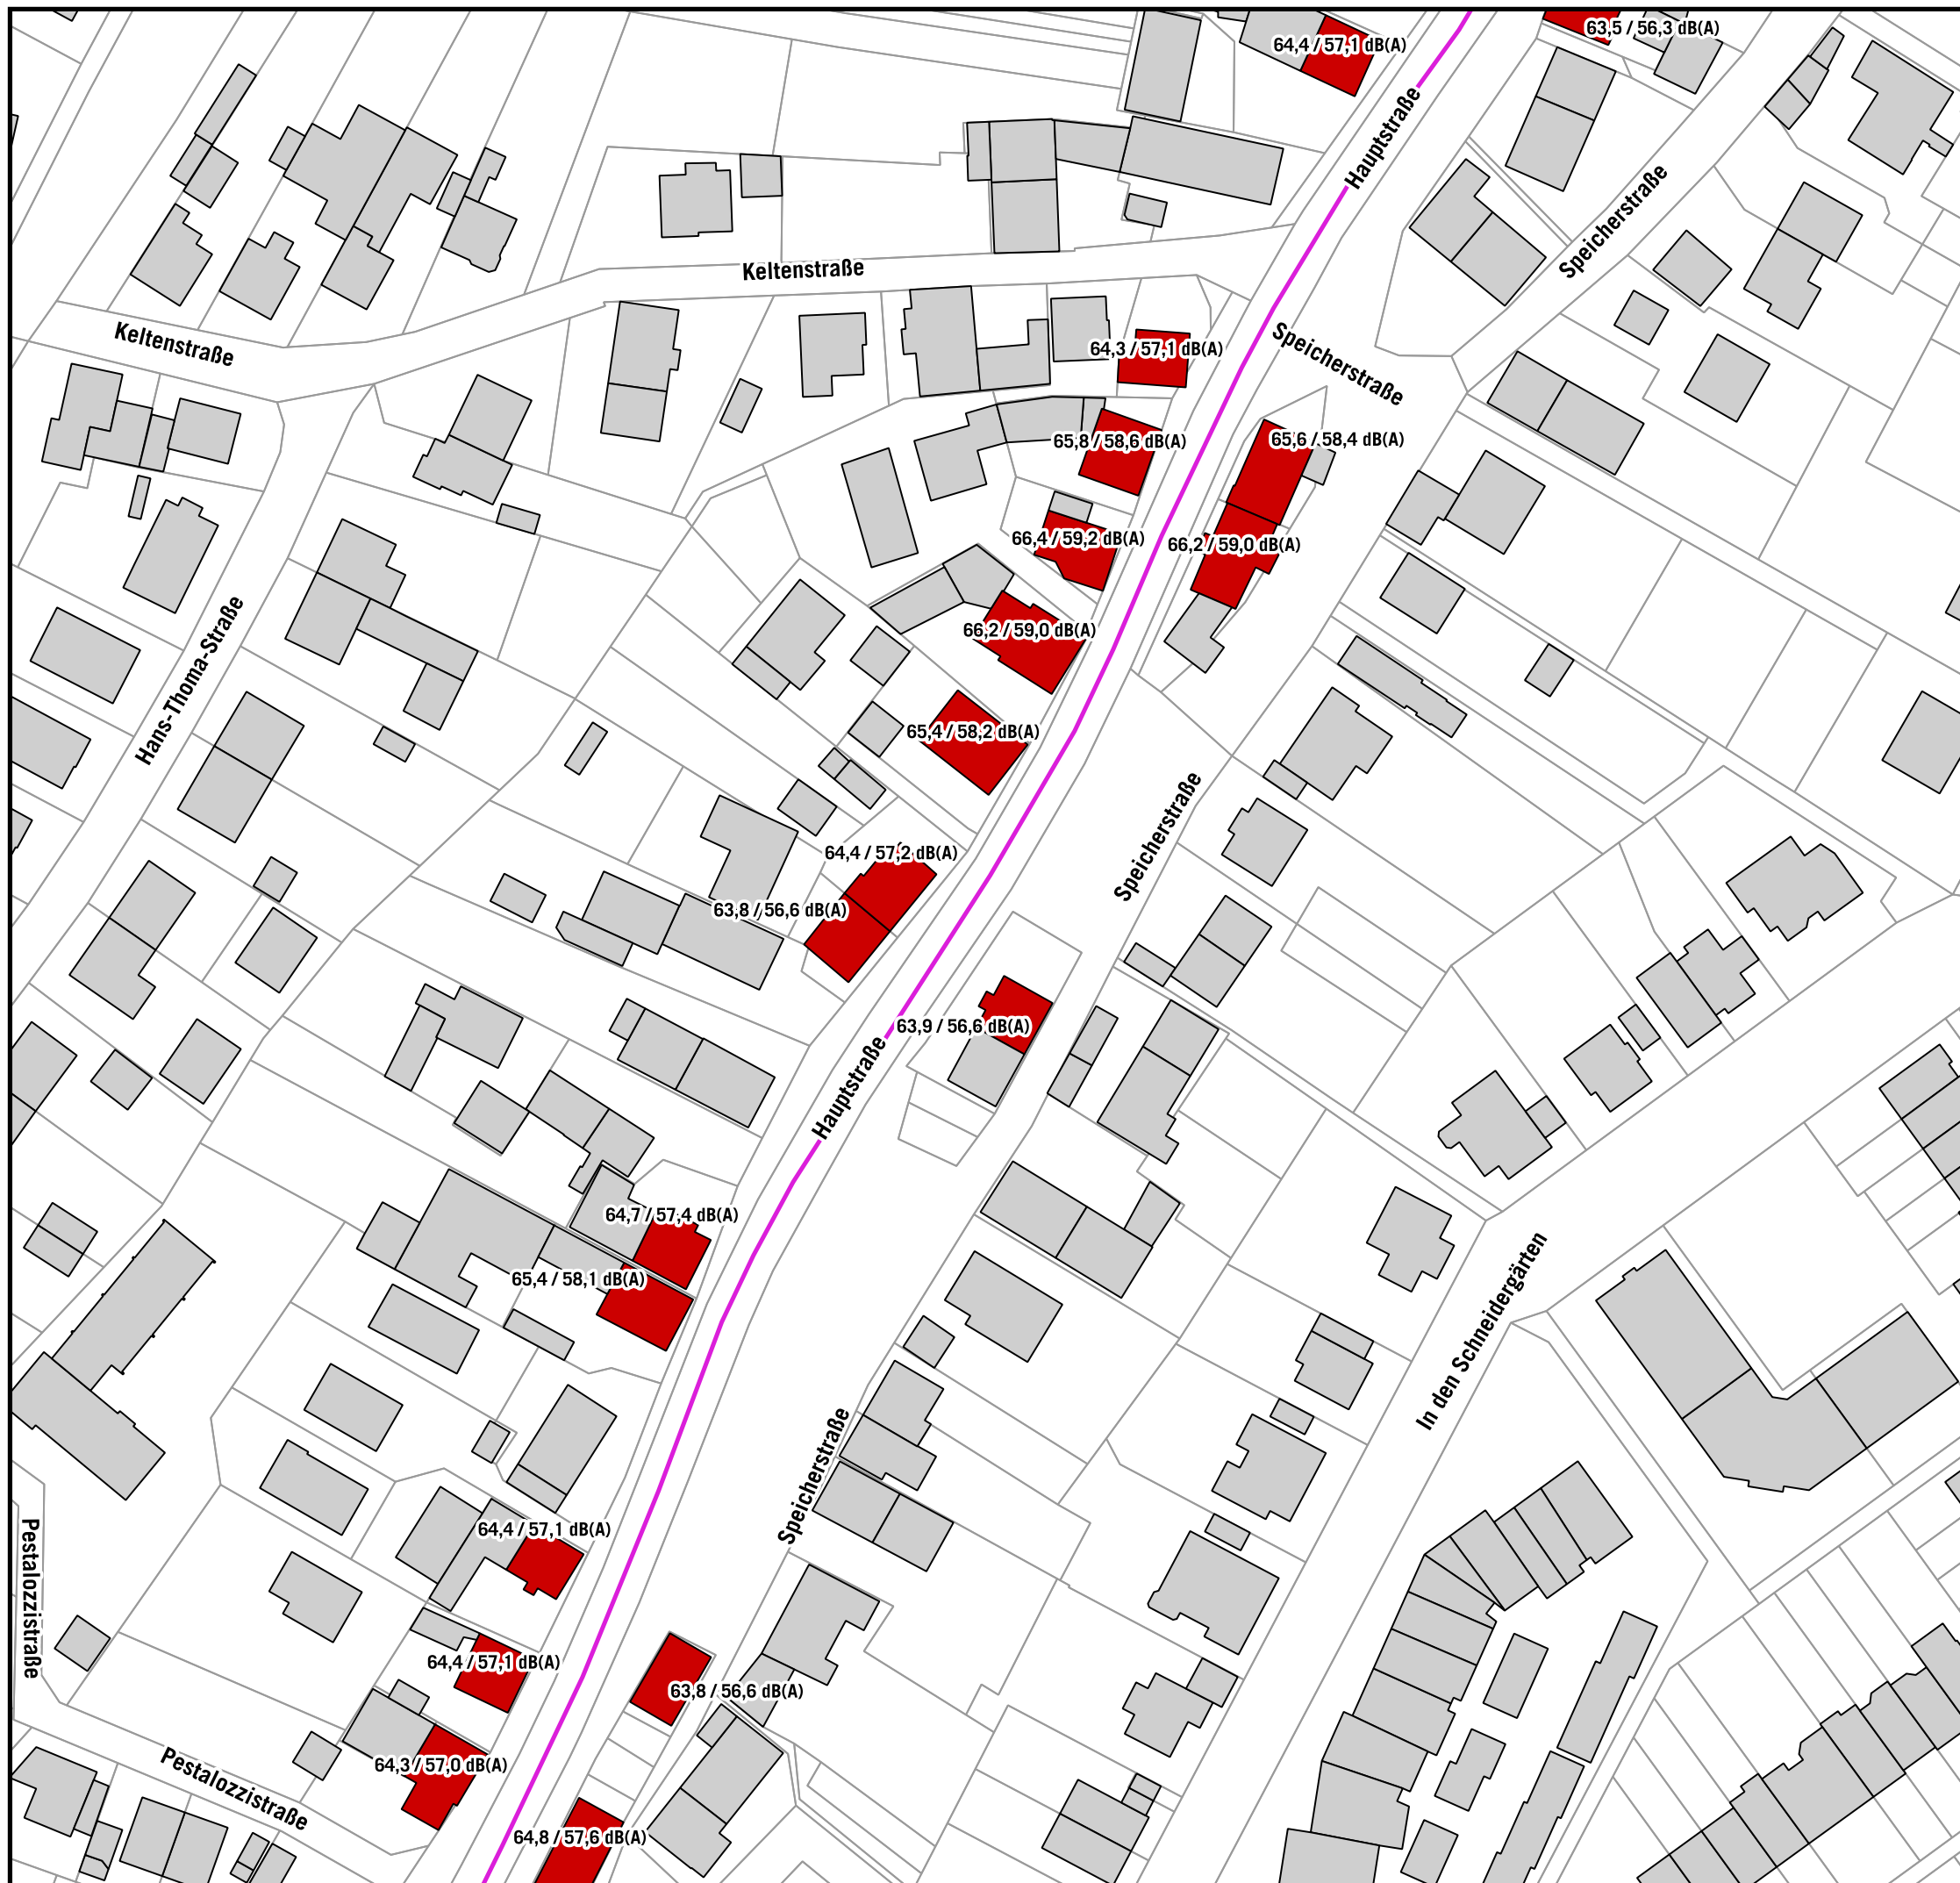 63,5 / 56,3 dB(A)
64,4 / 57,1 dB(A)
Hauptstraße
Speicherstraße
Keltenstraße
Keltenstraße
64,3 / 57,1 dB(A)
Speicherstraße
65,8 / 58,6 dB(A)
65,6 / 58,4 dB(A)
66,4 / 59,2 dB(A)
66,2 / 59,0 dB(A)
66,2 / 59,0 dB(A)
Hans-Thoma-Straße
65,4 / 58,2 dB(A)
Speicherstraße
64,4 / 57,2 dB(A)
63,8 / 56,6 dB(A)
63,9 / 56,6 dB(A)
Hauptstraße
64,7 / 57,4 dB(A)
65,4 / 58,1 dB(A)
In den Schneidergärten
Speicherstraße
64,4 / 57,1 dB(A)
Pestalozzistraße
64,4 / 57,1 dB(A)
63,8 / 56,6 dB(A)
64,3 / 57,0 dB(A)
Pestalozzistraße
64,8 / 57,6 dB(A)